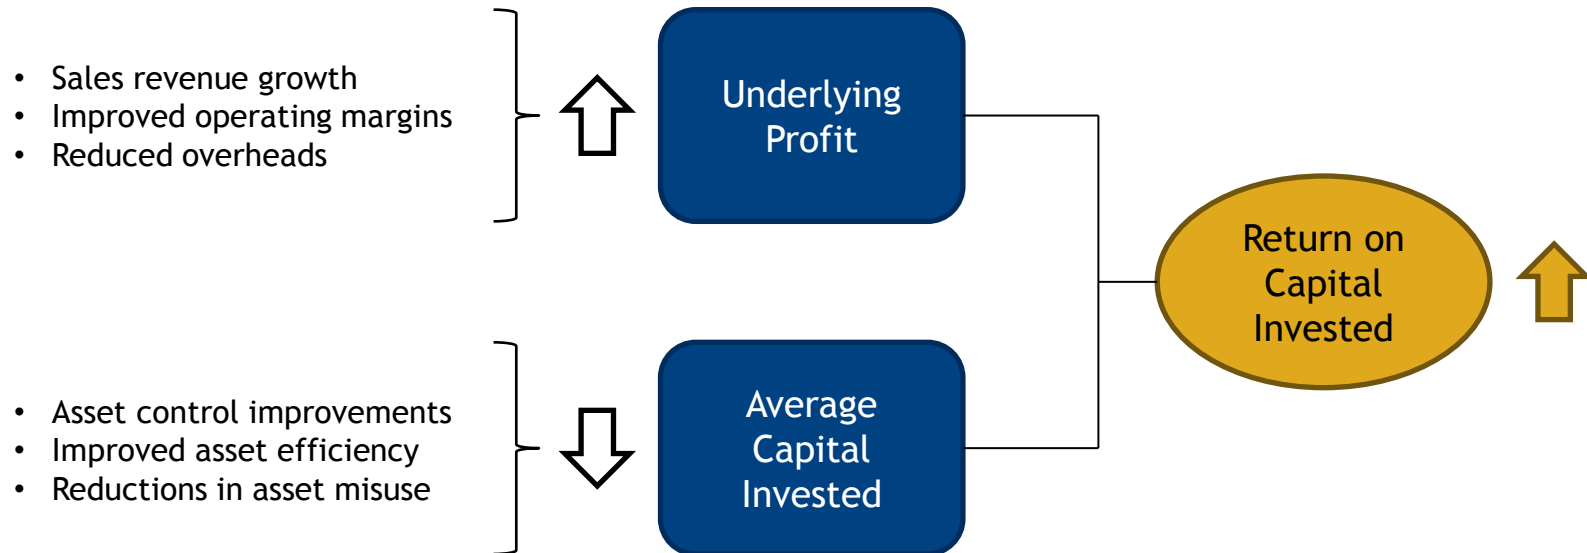 • Sales revenue growth
• Improved operating margins
• Reduced overheads
Underlying
Profit
Return on
Capital
Invested
• Asset control improvements
• Improved asset efficiency
• Reductions in asset misuse
Average
Capital
Invested